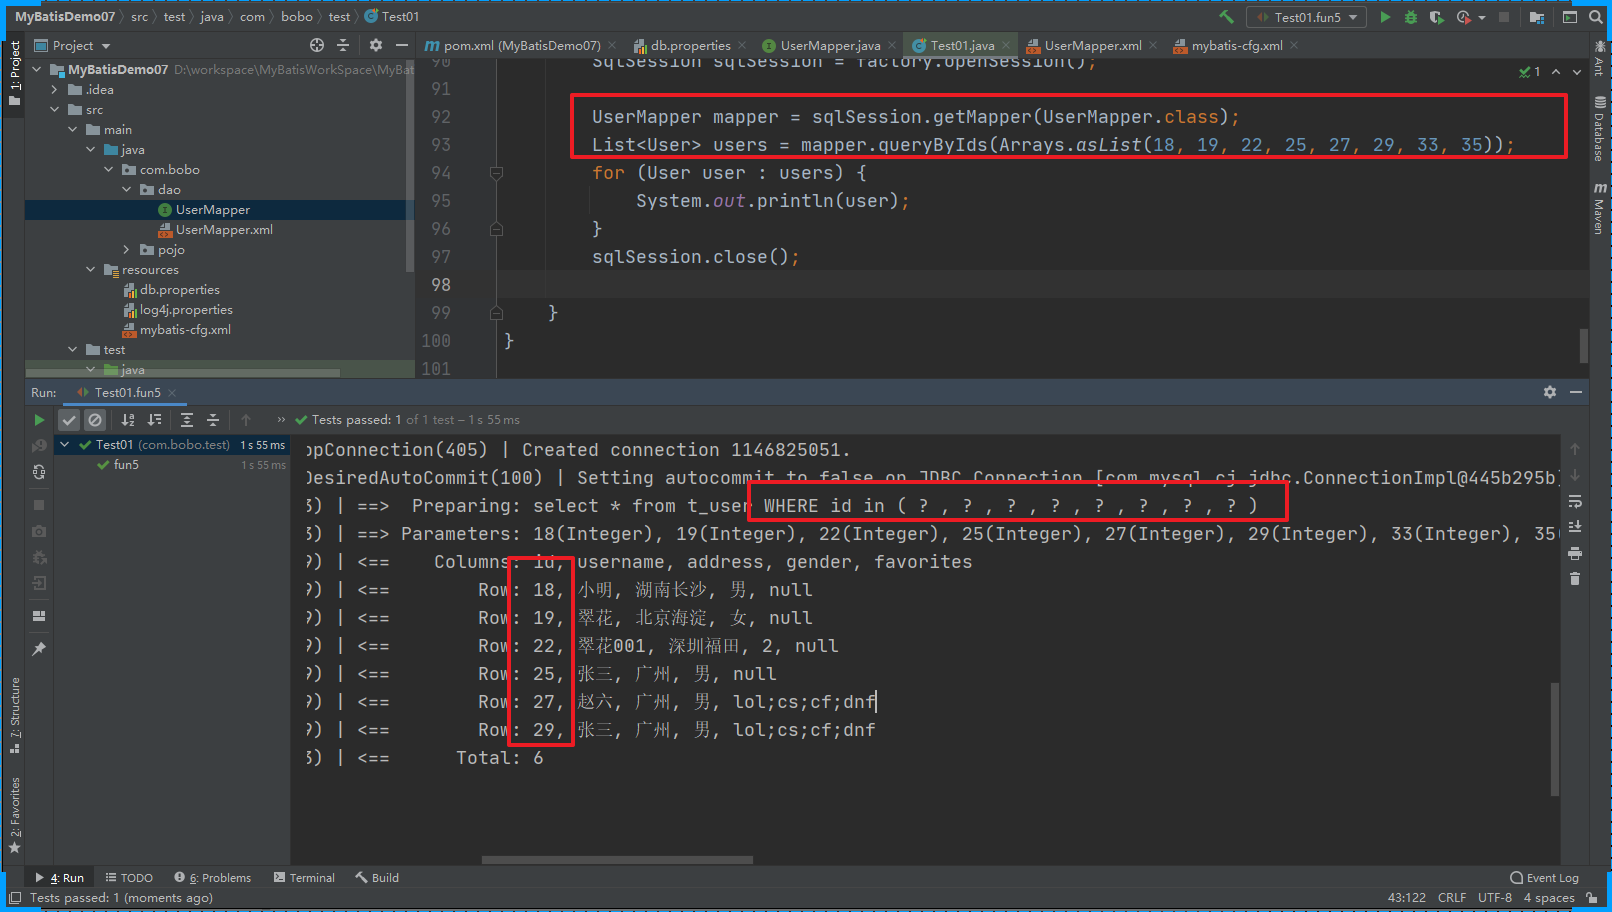 MyBatisDemo07 › src › test › java › com › bobo › test › Test01
Test01.fun5
1: Project
Project
pom.xml (MyBatisDemo07)
db.properties
UserMapper.java
Test01.java
UserMapper.xml
mybatis-cfg.xml
MyBatisDemo07 D:\workspace\MyBatisWorkSpace\MyBat
.idea
src
main
java
com.bobo
dao
UserMapper
UserMapper.xml
pojo
resources
db.properties
log4j.properties
mybatis-cfg.xml
test
java
90 SqlSession sqlSession = factory.openSession();
91
92 UserMapper mapper = sqlSession.getMapper(UserMapper.class);
93 List<User> users = mapper.queryByIds(Arrays.asList(18, 19, 22, 25, 27, 29, 33, 35));
94 for (User user : users) {
95 System.out.println(user);
96 }
97 sqlSession.close();
98
99 }
100 }
101
1
Ant
Database
Maven
Run: Test01.fun5
Tests passed: 1 of 1 test – 1 s 55 ms
Test01 (com.bobo.test) 1 s 55 ms
fun5 1 s 55 ms
ppConnection(405) | Created connection 1146825051.
DesiredAutoCommit(100) | Setting autocommit to false on JDBC Connection [com.mysql.cj.jdbc.ConnectionImpl@445b295b]
3) | ==> Preparing: select * from t_user WHERE id in ( ? , ? , ? , ? , ? , ? , ? , ? )
3) | ==> Parameters: 18(Integer), 19(Integer), 22(Integer), 25(Integer), 27(Integer), 29(Integer), 33(Integer), 35(
9) | <== Columns: id, username, address, gender, favorites
9) | <== Row: 18, 小明, 湖南长沙, 男, null
9) | <== Row: 19, 翠花, 北京海淀, 女, null
9) | <== Row: 22, 翠花001, 深圳福田, 2, null
9) | <== Row: 25, 张三, 广州, 男, null
9) | <== Row: 27, 赵六, 广州, 男, lol;cs;cf;dnf
9) | <== Row: 29, 张三, 广州, 男, lol;cs;cf;dnf
3) | <== Total: 6
7: Structure
2: Favorites
4: Run
TODO
6: Problems
Terminal
Build
Event Log
Tests passed: 1 (moments ago)
43:122 CRLF UTF-8 4 spaces